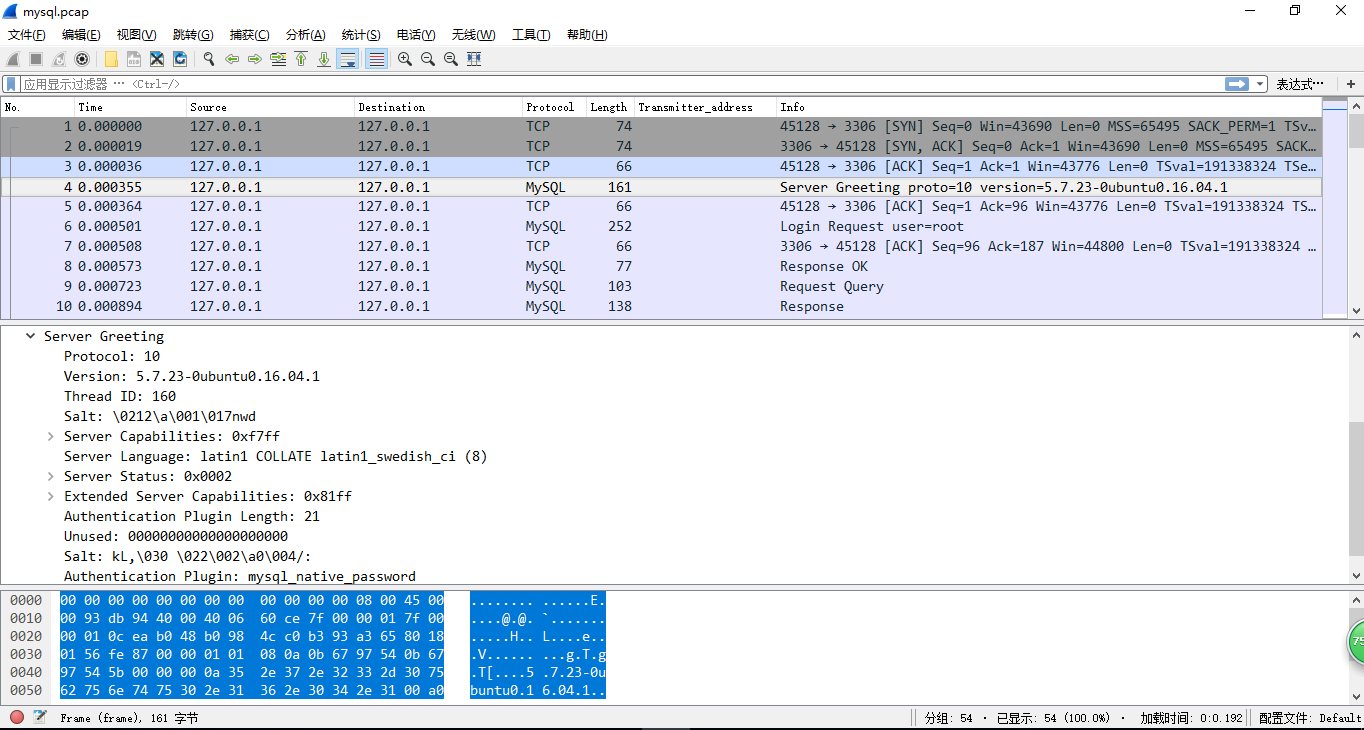 mysql.pcap
文件(F) 编辑(E) 视图(V) 跳转(G) 捕获(C) 分析(A) 统计(S) 电话(Y) 无线(W) 工具(T) 帮助(H)
应用显示过滤器 … <Ctrl-/> 表达式… +
No. Time Source Destination Protocol Length Transmitter_address Info
1 0.000000 127.0.0.1 127.0.0.1 TCP 74 45128 → 3306 [SYN] Seq=0 Win=43690 Len=0 MSS=65495 SACK_PERM=1 TSv…
2 0.000019 127.0.0.1 127.0.0.1 TCP 74 3306 → 45128 [SYN, ACK] Seq=0 Ack=1 Win=43690 Len=0 MSS=65495 SACK…
3 0.000036 127.0.0.1 127.0.0.1 TCP 66 45128 → 3306 [ACK] Seq=1 Ack=1 Win=43776 Len=0 TSval=191338324 TSe…
4 0.000355 127.0.0.1 127.0.0.1 MySQL 161 Server Greeting proto=10 version=5.7.23-0ubuntu0.16.04.1
5 0.000364 127.0.0.1 127.0.0.1 TCP 66 45128 → 3306 [ACK] Seq=1 Ack=96 Win=43776 Len=0 TSval=191338324 TS…
6 0.000501 127.0.0.1 127.0.0.1 MySQL 252 Login Request user=root
7 0.000508 127.0.0.1 127.0.0.1 TCP 66 3306 → 45128 [ACK] Seq=96 Ack=187 Win=44800 Len=0 TSval=191338324 …
8 0.000573 127.0.0.1 127.0.0.1 MySQL 77 Response OK
9 0.000723 127.0.0.1 127.0.0.1 MySQL 103 Request Query
10 0.000894 127.0.0.1 127.0.0.1 MySQL 138 Response
Server Greeting
Protocol: 10
Version: 5.7.23-0ubuntu0.16.04.1
Thread ID: 160
Salt: \0212\a\001\017nwd
Server Capabilities: 0xf7ff
Server Language: latin1 COLLATE latin1_swedish_ci (8)
Server Status: 0x0002
Extended Server Capabilities: 0x81ff
Authentication Plugin Length: 21
Unused: 00000000000000000000
Salt: kL,\030 \022\002\a0\004/:
Authentication Plugin: mysql_native_password
0000 00 00 00 00 00 00 00 00 00 00 00 00 08 00 45 00 ........ ......E.
0010 00 93 db 94 40 00 40 06 60 ce 7f 00 00 01 7f 00 ....@.@. `.......
0020 00 01 0c ea b0 48 b0 98 4c c0 b3 93 a3 65 80 18 .....H.. L....e..
0030 01 56 fe 87 00 00 01 01 08 0a 0b 67 97 54 0b 67 .V...... ...g.T.g
0040 97 54 5b 00 00 00 0a 35 2e 37 2e 32 33 2d 30 75 .T[....5 .7.23-0u
0050 62 75 6e 74 75 30 2e 31 36 2e 30 34 2e 31 00 a0 buntu0.1 6.04.1..
75
Frame (frame), 161 字节 分组: 54 · 已显示: 54 (100.0%) · 加载时间: 0:0.192 配置文件: Default